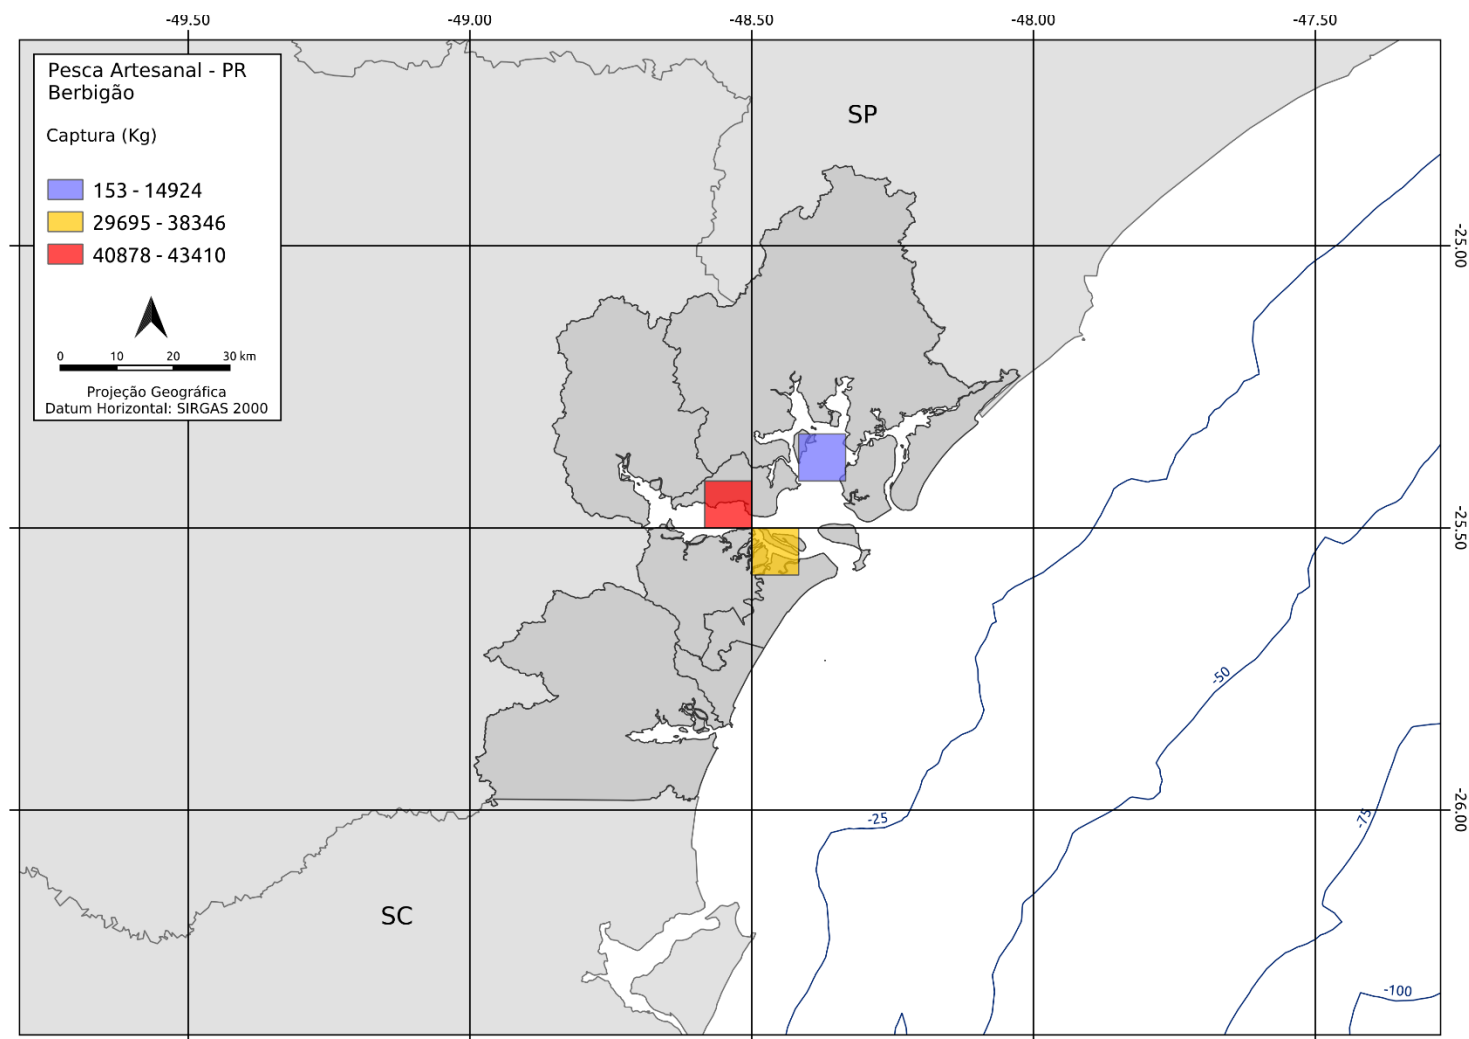 -49.50 -49.00 -48.50 -48.00 -47.50
Pesca Artesanal - PR
Berbigão
Captura (Kg)
153 - 14924
29695 - 38346
40878 - 43410
0 10 20 30 km
Projeção Geográfica
Datum Horizontal: SIRGAS 2000
SP
SC
-25.00
-25.50
-26.00
-25
-50
-75
-100